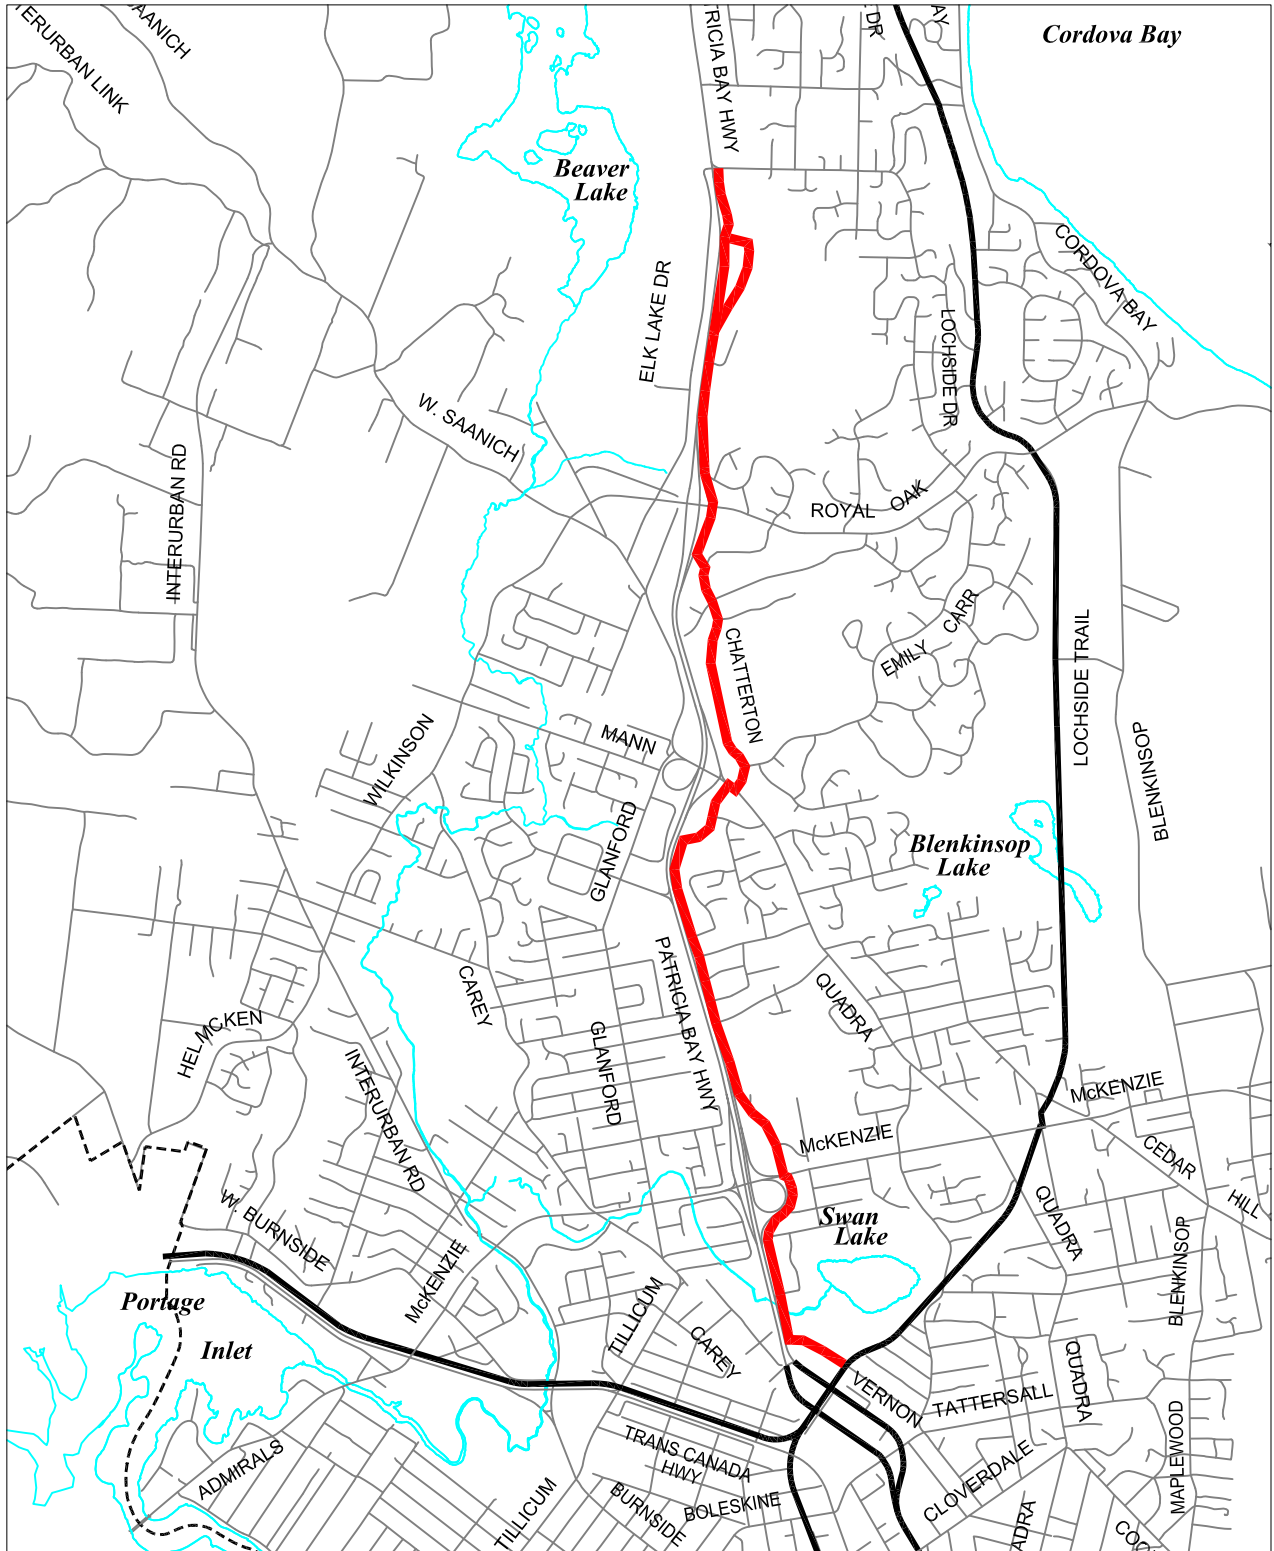 TERURBAN LINK
AANICH
TRICIA BAY HWY
DR
AY
Cordova Bay
Beaver
Lake
CORDOVA BAY
ELK LAKE DR
LOCHSIDE DR
W. SAANICH
INTERURBAN RD
ROYAL OAK
EMILY CARR
CHATTERTON
LOCHSIDE TRAIL
MANN
WILKINSON
BLENKINSOP
GLANFORD
Blenkinsop
Lake
PATRICIA BAY HWY
CAREY
QUADRA
HELMCKEN
GLANFORD
INTERURBAN RD
McKENZIE
McKENZIE
CEDAR
HILL
W. BURNSIDE
QUADRA
Swan
Lake
McKENZIE
BLENKINSOP
Portage
Inlet
TILLICUM
CAREY
QUADRA
VERNON
TATTERSALL
MAPLEWOOD
ADMIRALS
TRANS CANADA
HWY
CLOVERDALE
TILLICUM
BURNSIDE
BOLESKINE
ADRA